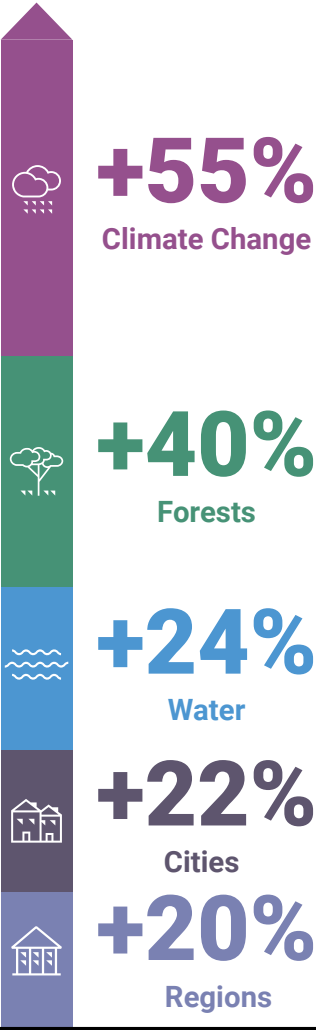 +55%
Climate Change
+40%
Forests
+24%
Water
+22%
Cities
+20%
Regions